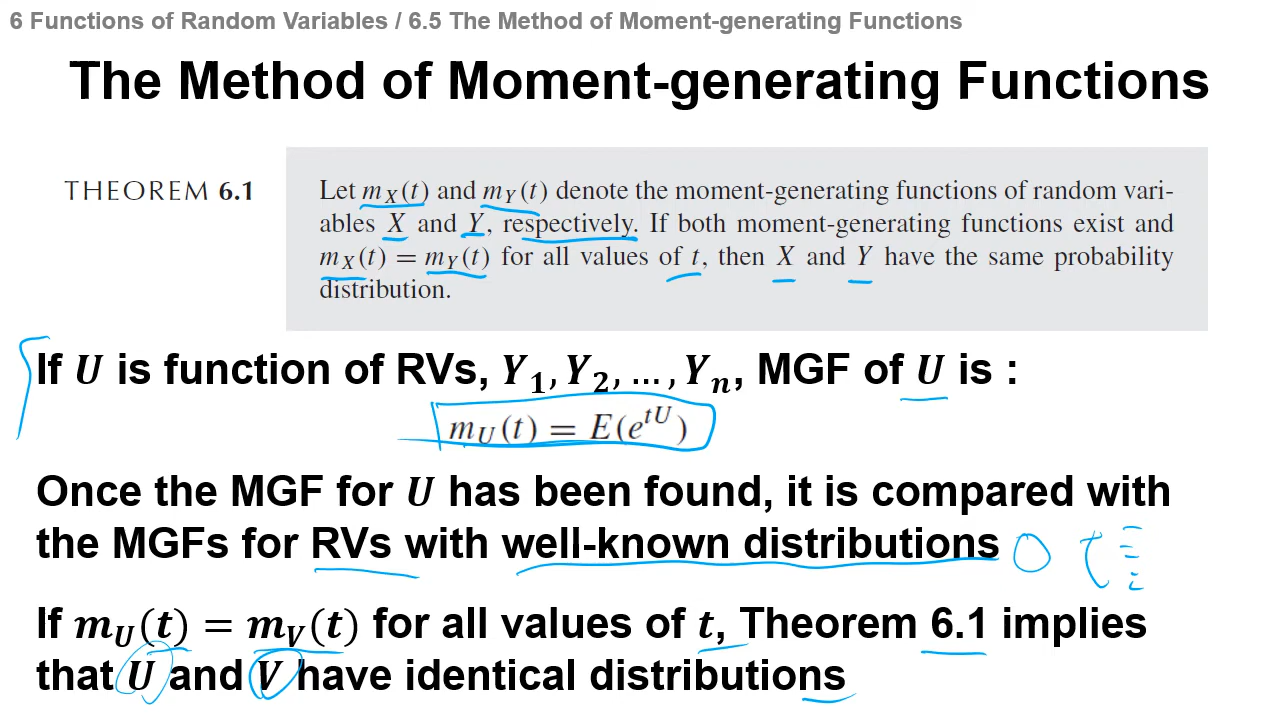 6 Functions of Random Variables / 6.5 The Method of Moment-generating Functions
The Method of Moment-generating Functions
THEOREM 6.1
Let m_X(t) and m_Y(t) denote the moment-generating functions of random vari-
ables X and Y, respectively. If both moment-generating functions exist and
m_X(t) = m_Y(t) for all values of t, then X and Y have the same probability
distribution.
If U is function of RVs, Y_1, Y_2, …, Y_n, MGF of U is :
m_U(t) = E(e^{tU})
Once the MGF for U has been found, it is compared with
the MGFs for RVs with well-known distributions
If m_U(t) = m_V(t) for all values of t, Theorem 6.1 implies
that U and V have identical distributions